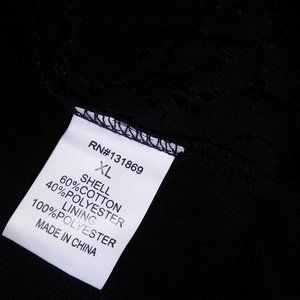 RN#131869
XL
SHELL
60%COTTON
40%POLYESTER
LINING
100%POLYESTER
MADE IN CHINA